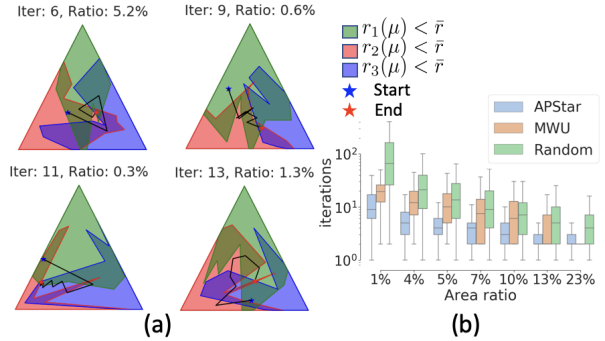 Iter: 6, Ratio: 5.2%
Iter: 9, Ratio: 0.6%
Iter: 11, Ratio: 0.3%
Iter: 13, Ratio: 1.3%
(a)
r₁(μ) < r̄
r₂(μ) < r̄
r₃(μ) < r̄
Start
End
APStar
MWU
Random
iterations
10²
10¹
10⁰
1% 4% 5% 7% 10% 13% 23%
Area ratio
(b)